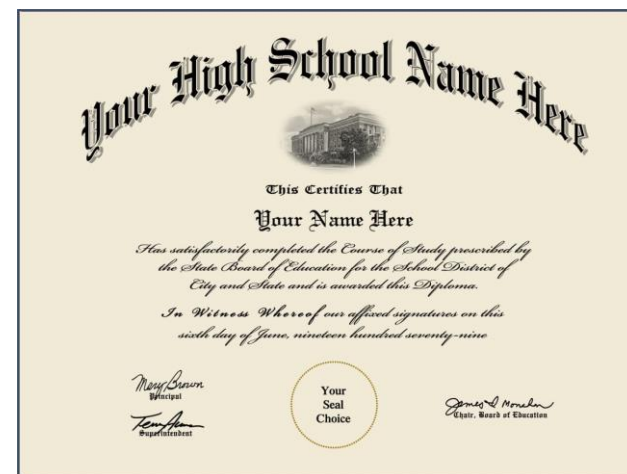 Your High School Name Here
This Certifies That
Your Name Here
Has satisfactorily completed the Course of Study prescribed by
the State Board of Education for the School District of
City and State and is awarded this Diploma.
In Witness Whereof our affixed signatures on this
sixth day of June, nineteen hundred seventy-nine
Mary Brown
Principal
Your
Seal
Choice
Superintendent
Chair, Board of Education